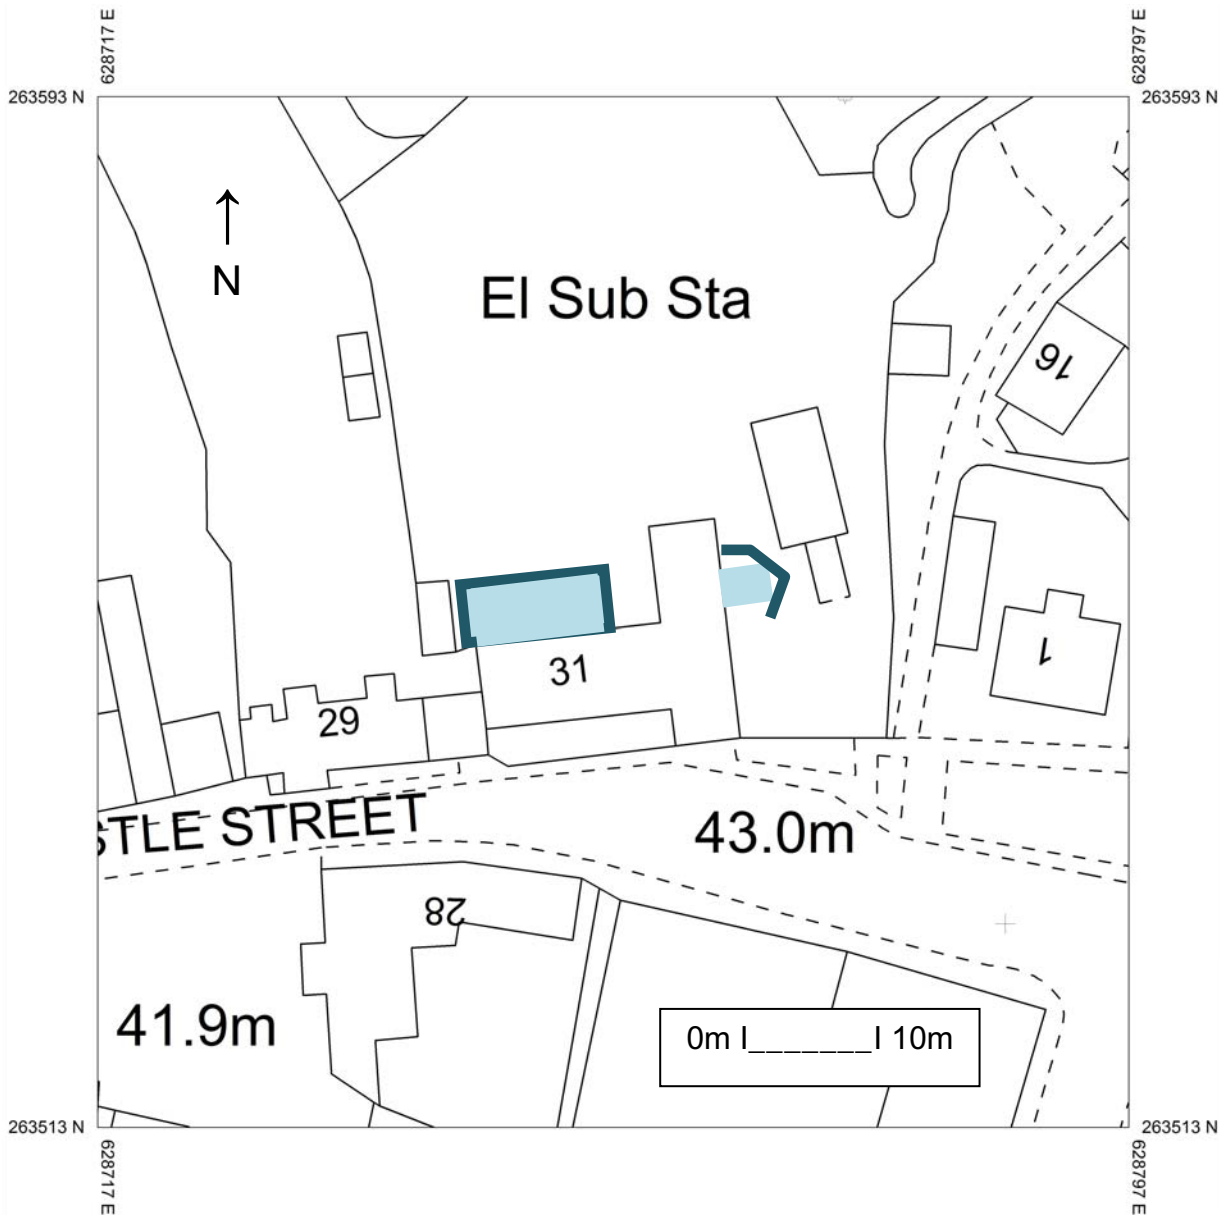 628717 E
628797 E
263593 N
263593 N
N
El Sub Sta
16
31
1
29
STLE STREET
43.0m
28
41.9m
0m I_______I 10m
263513 N
263513 N
628717 E
628797 E